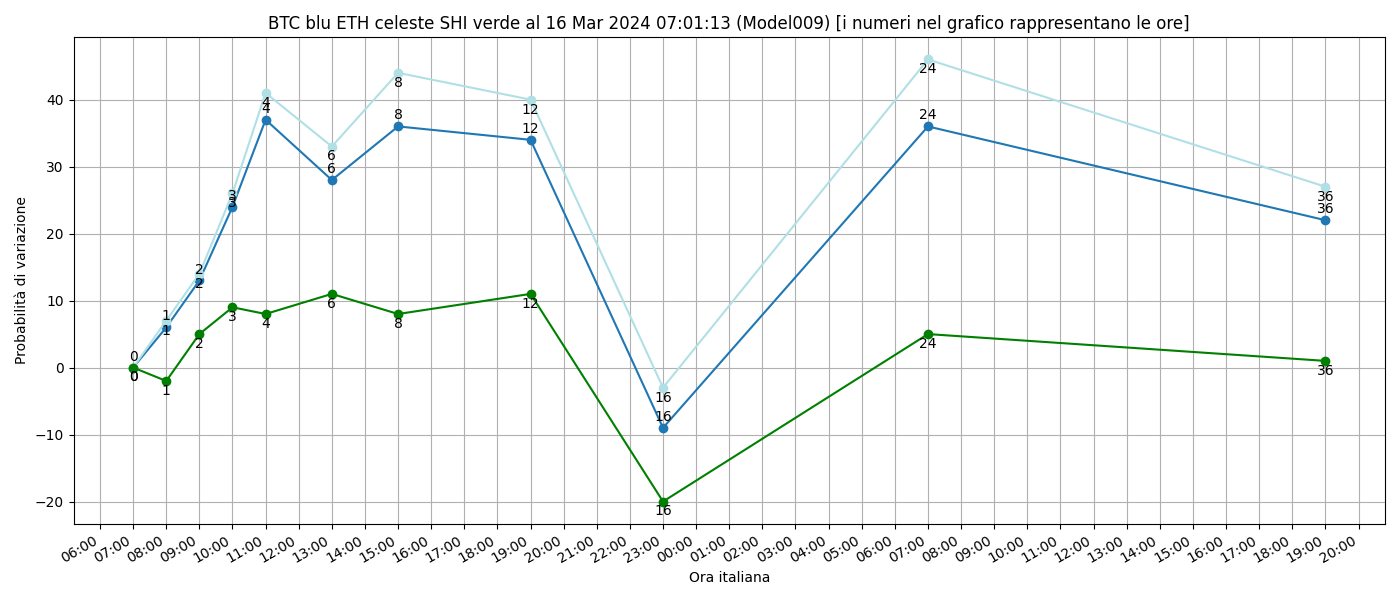 BTC blu ETH celeste SHI verde al 16 Mar 2024 07:01:13 (Model009) [i numeri nel grafico rappresentano le ore]
Probabilità di variazione
40
30
20
10
0
−10
−20
0 1 2 3 4 6 8 12 16 24 36
0 1 2 3 4 6 8 12 16 24 36
0 1 2 3 4 6 8 12 16 24 36
06:00 07:00 08:00 09:00 10:00 11:00 12:00 13:00 14:00 15:00 16:00 17:00 18:00 19:00 20:00 21:00 22:00 23:00 00:00 01:00 02:00 03:00 04:00 05:00 06:00 07:00 08:00 09:00 10:00 11:00 12:00 13:00 14:00 15:00 16:00 17:00 18:00 19:00 20:00
Ora italiana